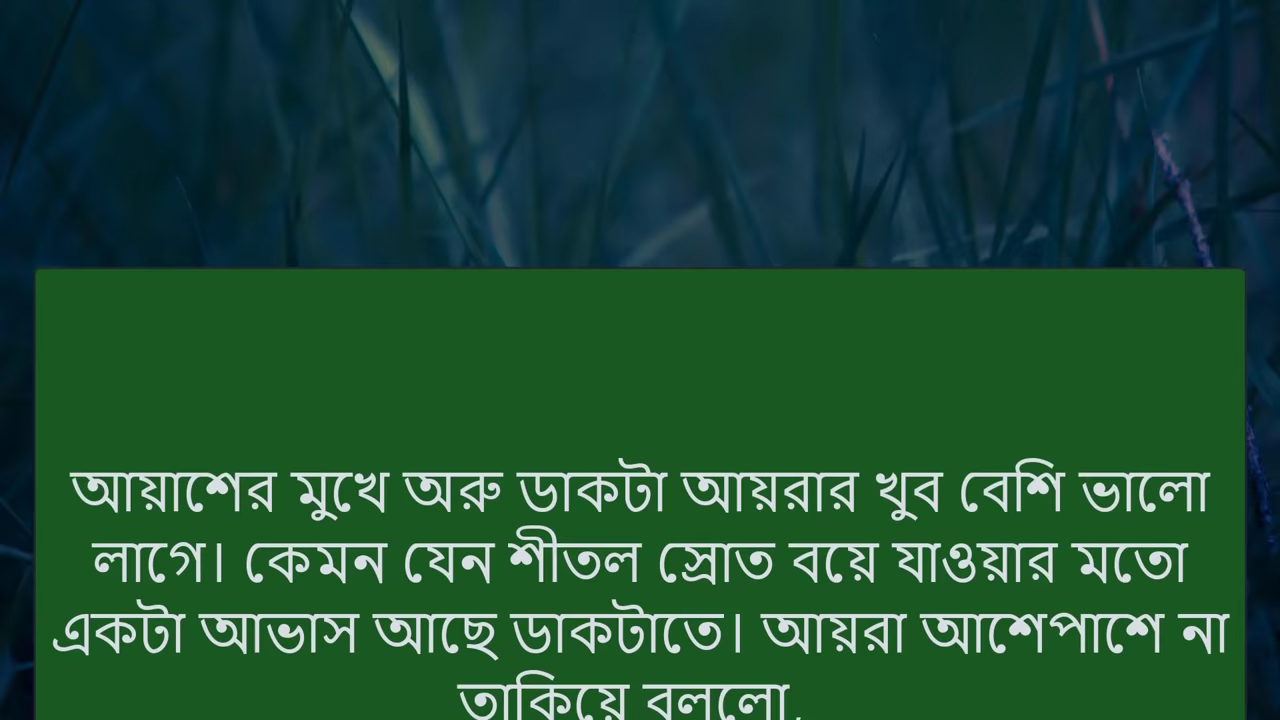 আয়াশের মুখে অরু ডাকটা আয়রার খুব বেশি ভালো
লাগে। কেমন যেন শীতল স্রোত বয়ে যাওয়ার মতো
একটা আভাস আছে ডাকটাতে। আয়রা আশেপাশে না
তাকিয়ে বললো,